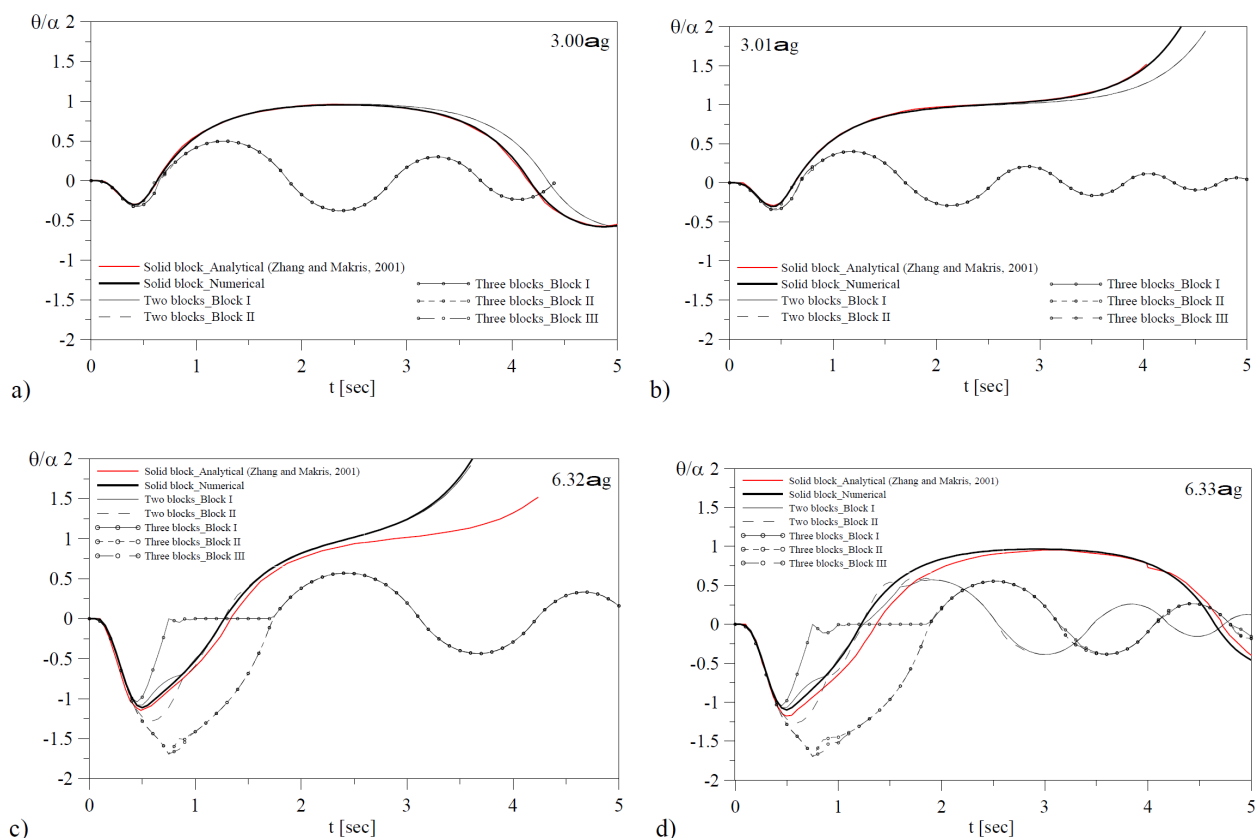 θ/α
2
3.00ag
1.5
1
0.5
0
-0.5
-1
Solid block_Analytical (Zhang and Makris, 2001)
Solid block_Numerical
Three blocks_Block I
-1.5
Two blocks_Block I
Three blocks_Block II
Two blocks_Block II
Three blocks_Block III
-2
0 1 2 3 4 5
t [sec]
a)
θ/α
2
3.01ag
1.5
1
0.5
0
-0.5
-1
Solid block_Analytical (Zhang and Makris, 2001)
Solid block_Numerical
Three blocks_Block I
-1.5
Two blocks_Block I
Three blocks_Block II
Two blocks_Block II
Three blocks_Block III
-2
0 1 2 3 4 5
t [sec]
b)
θ/α
2
Solid block_Analytical (Zhang and Makris, 2001)
6.32ag
Solid block_Numerical
1.5
Two blocks_Block I
Two blocks_Block II
1
Three blocks_Block I
Three blocks_Block II
Three blocks_Block III
0.5
0
-0.5
-1
-1.5
-2
0 1 2 3 4 5
t [sec]
c)
θ/α
2
Solid block_Analytical (Zhang and Makris, 2001)
6.33ag
Solid block_Numerical
1.5
Two blocks_Block I
Two blocks_Block II
1
Three blocks_Block I
Three blocks_Block II
Three blocks_Block III
0.5
0
-0.5
-1
-1.5
-2
0 1 2 3 4 5
t [sec]
d)